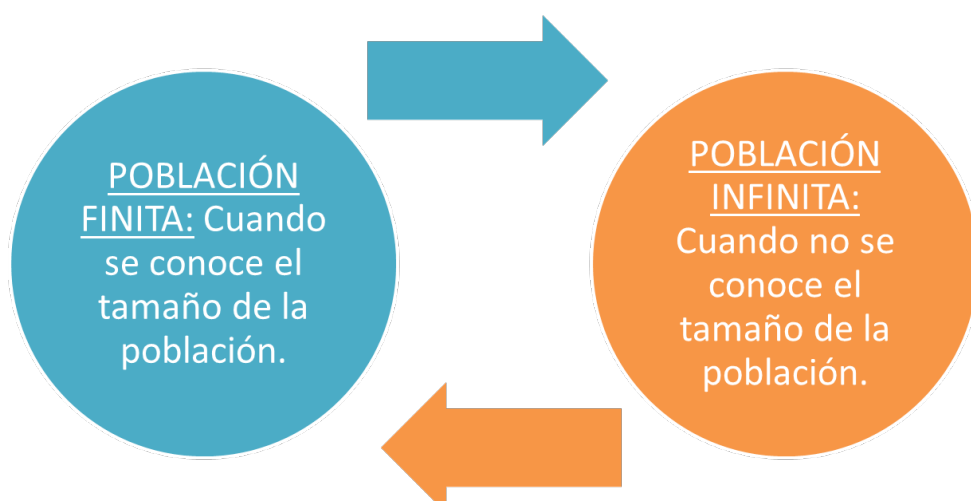 POBLACIÓN
FINITA: Cuando
se conoce el
tamaño de la
población.
POBLACIÓN
INFINITA:
Cuando no se
conoce el
tamaño de la
población.